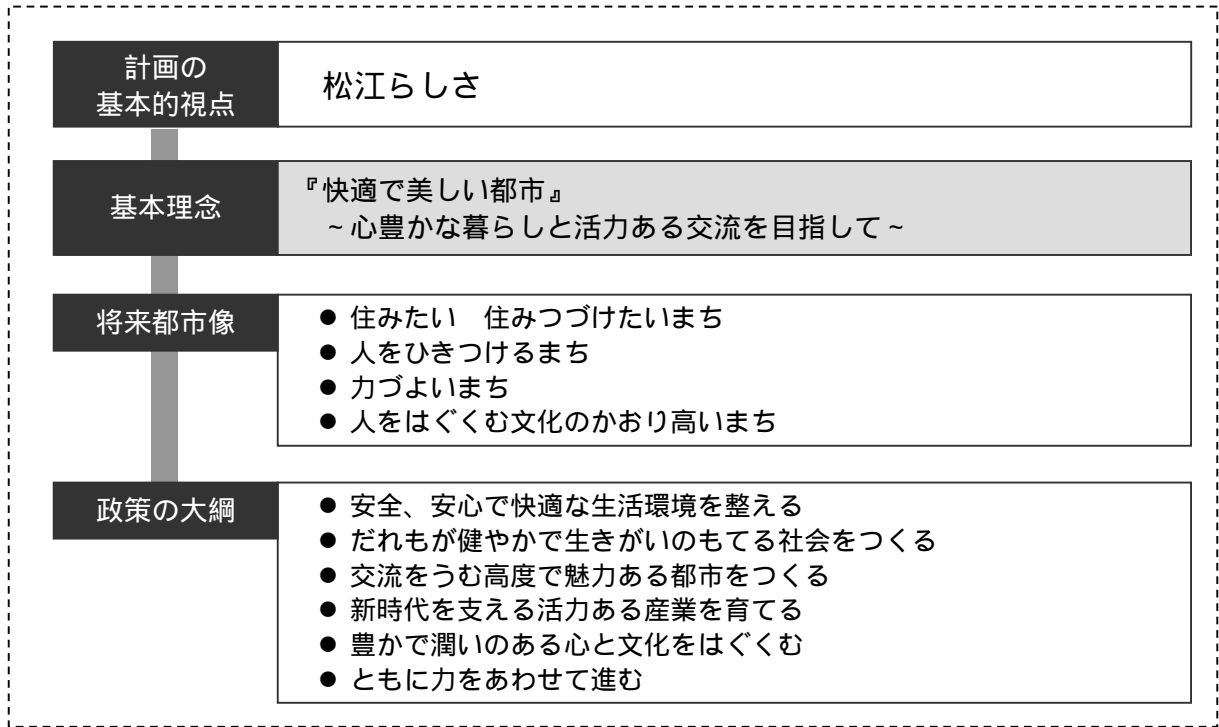 計画の
基本的視点
松江らしさ
基本理念
『快適で美しい都市』
~心豊かな暮らしと活力ある交流を目指して~
将来都市像
● 住みたい　住みつづけたいまち
● 人をひきつけるまち
● 力づよいまち
● 人をはぐくむ文化のかおり高いまち
政策の大綱
● 安全、安心で快適な生活環境を整える
● だれもが健やかで生きがいのもてる社会をつくる
● 交流をうむ高度で魅力ある都市をつくる
● 新時代を支える活力ある産業を育てる
● 豊かで潤いのある心と文化をはぐくむ
● ともに力をあわせて進む